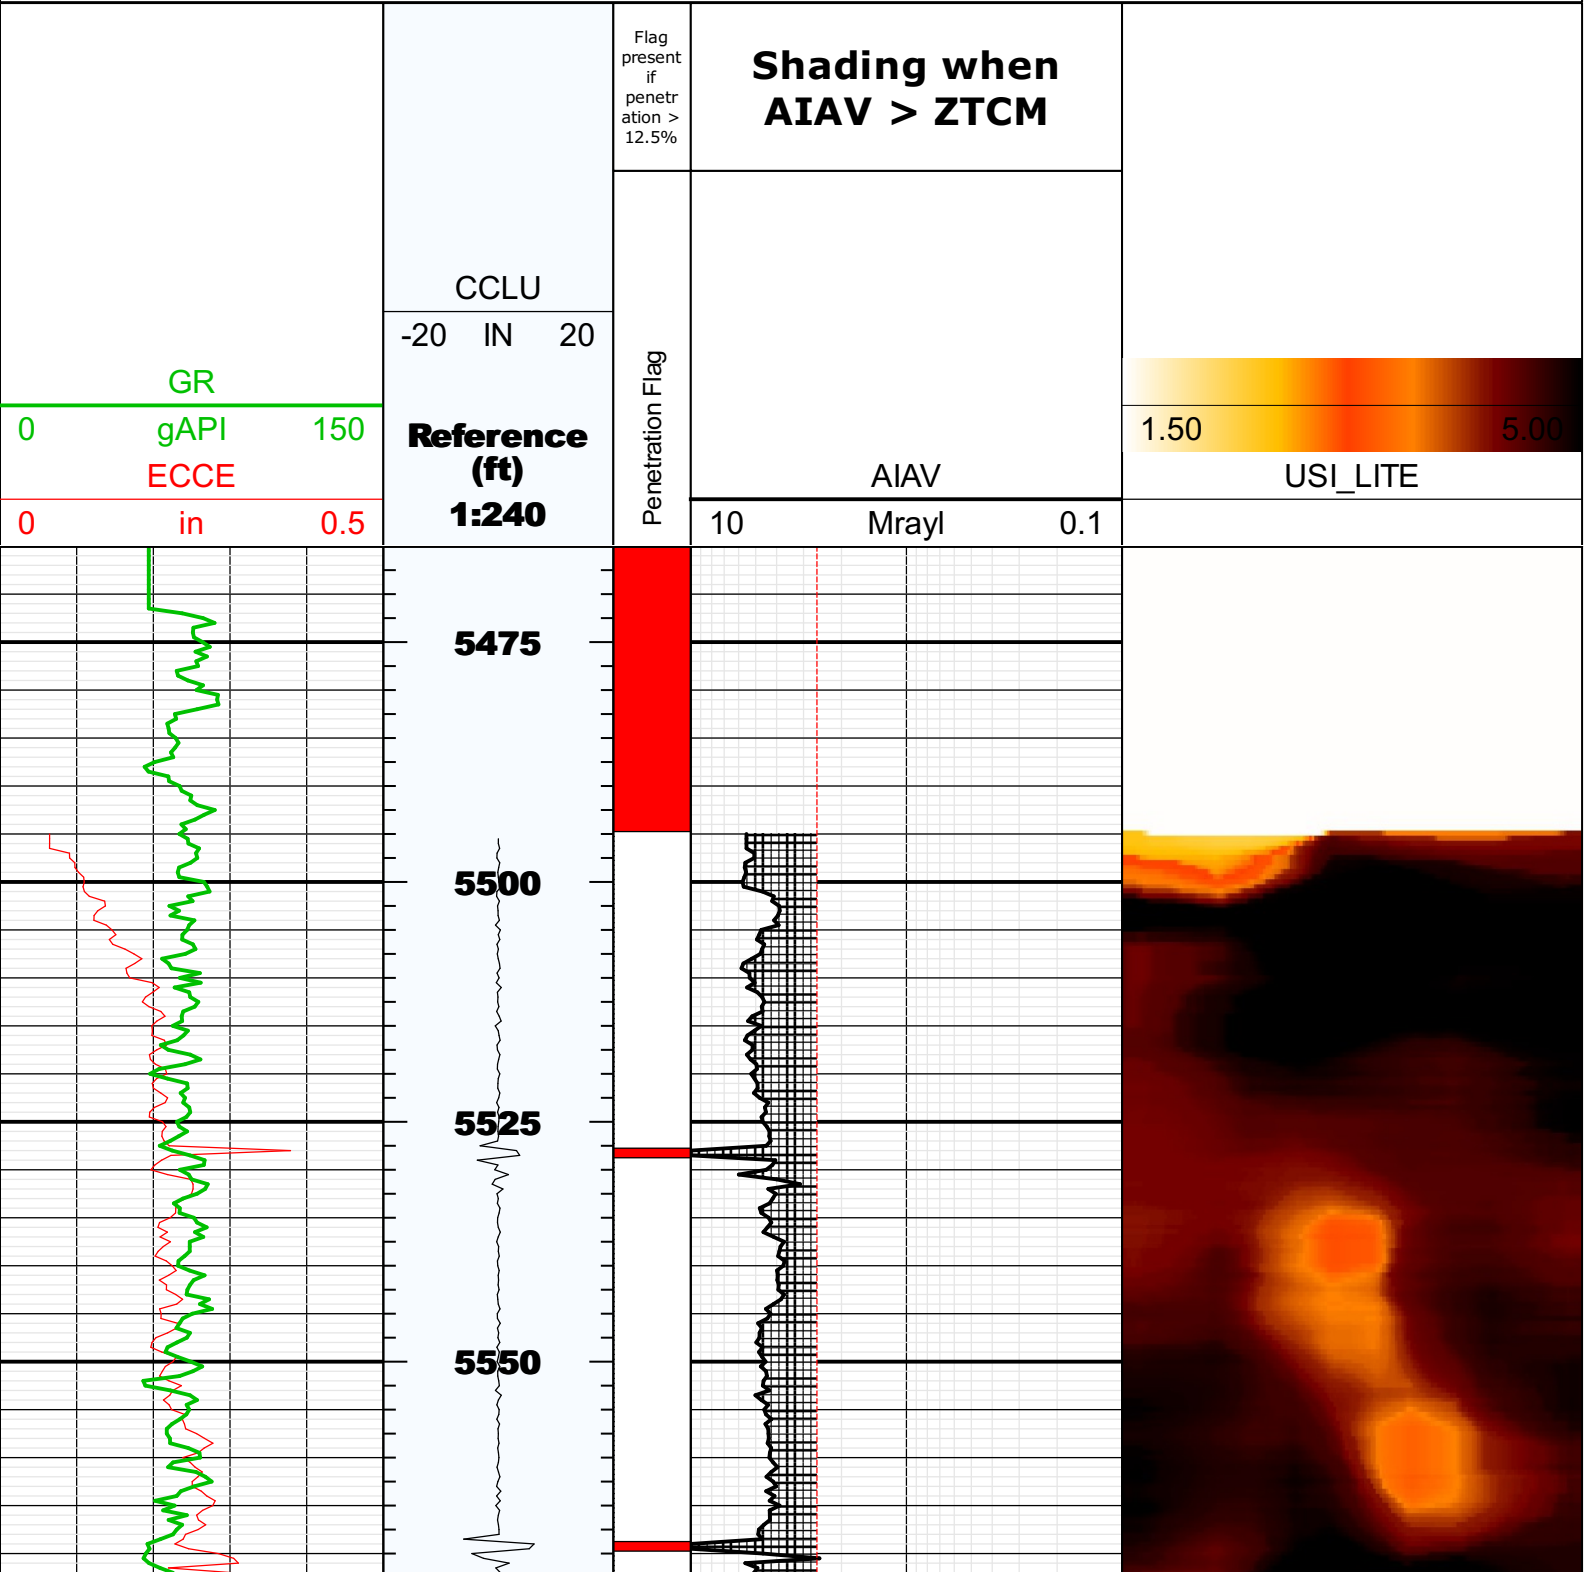 Flag
present
if
penetr
ation >
12.5%
Shading when
AIAV > ZTCM
CCLU
-20 IN 20
GR
0 gAPI 150
ECCE
0 in 0.5
Reference
(ft)
1:240
Penetration Flag
AIAV
10 Mrayl 0.1
1.50 5.00
USI_LITE
5475
5500
5525
5550